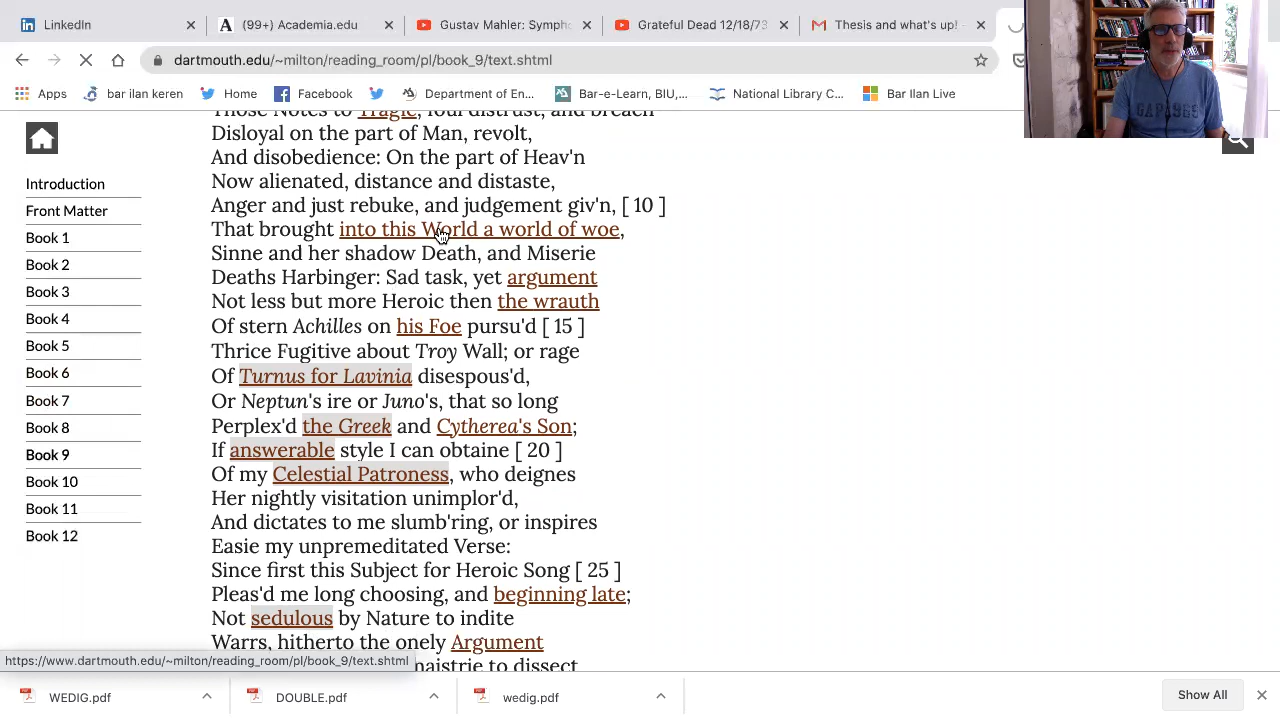 LinkedIn
(99+) Academia.edu
Gustav Mahler: Sympho
Grateful Dead 12/18/73
Thesis and what's up! -
dartmouth.edu/~milton/reading_room/pl/book_9/text.shtml
Apps
bar ilan keren
Home
Facebook
Department of En...
Bar-e-Learn, BIU,...
National Library C...
Bar Ilan Live
Those Notes to Tragic; foul distrust, and breach
Disloyal on the part of Man, revolt,
And disobedience: On the part of Heav'n
Now alienated, distance and distaste,
Anger and just rebuke, and judgement giv'n, [ 10 ]
That brought into this World a world of woe,
Sinne and her shadow Death, and Miserie
Deaths Harbinger: Sad task, yet argument
Not less but more Heroic then the wrauth
Of stern Achilles on his Foe pursu'd [ 15 ]
Thrice Fugitive about Troy Wall; or rage
Of Turnus for Lavinia disespous'd,
Or Neptun's ire or Juno's, that so long
Perplex'd the Greek and Cytherea's Son;
If answerable style I can obtaine [ 20 ]
Of my Celestial Patroness, who deignes
Her nightly visitation unimplor'd,
And dictates to me slumb'ring, or inspires
Easie my unpremeditated Verse:
Since first this Subject for Heroic Song [ 25 ]
Pleas'd me long choosing, and beginning late;
Not sedulous by Nature to indite
Warrs, hitherto the onely Argument
maistrie to dissect
Introduction
Front Matter
Book 1
Book 2
Book 3
Book 4
Book 5
Book 6
Book 7
Book 8
Book 9
Book 10
Book 11
Book 12
https://www.dartmouth.edu/~milton/reading_room/pl/book_9/text.shtml
WEDIG.pdf
DOUBLE.pdf
wedig.pdf
Show All